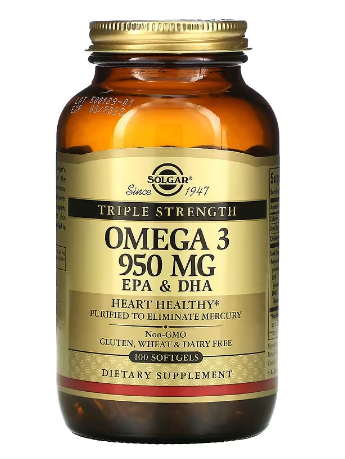 SOLGAR®
Since 1947
TRIPLE STRENGTH
OMEGA 3
950 MG
EPA & DHA
HEART HEALTHY*
PURIFIED TO ELIMINATE MERCURY
NON-GMO
GLUTEN, WHEAT & DAIRY FREE
100 SOFTGELS
DIETARY SUPPLEMENT